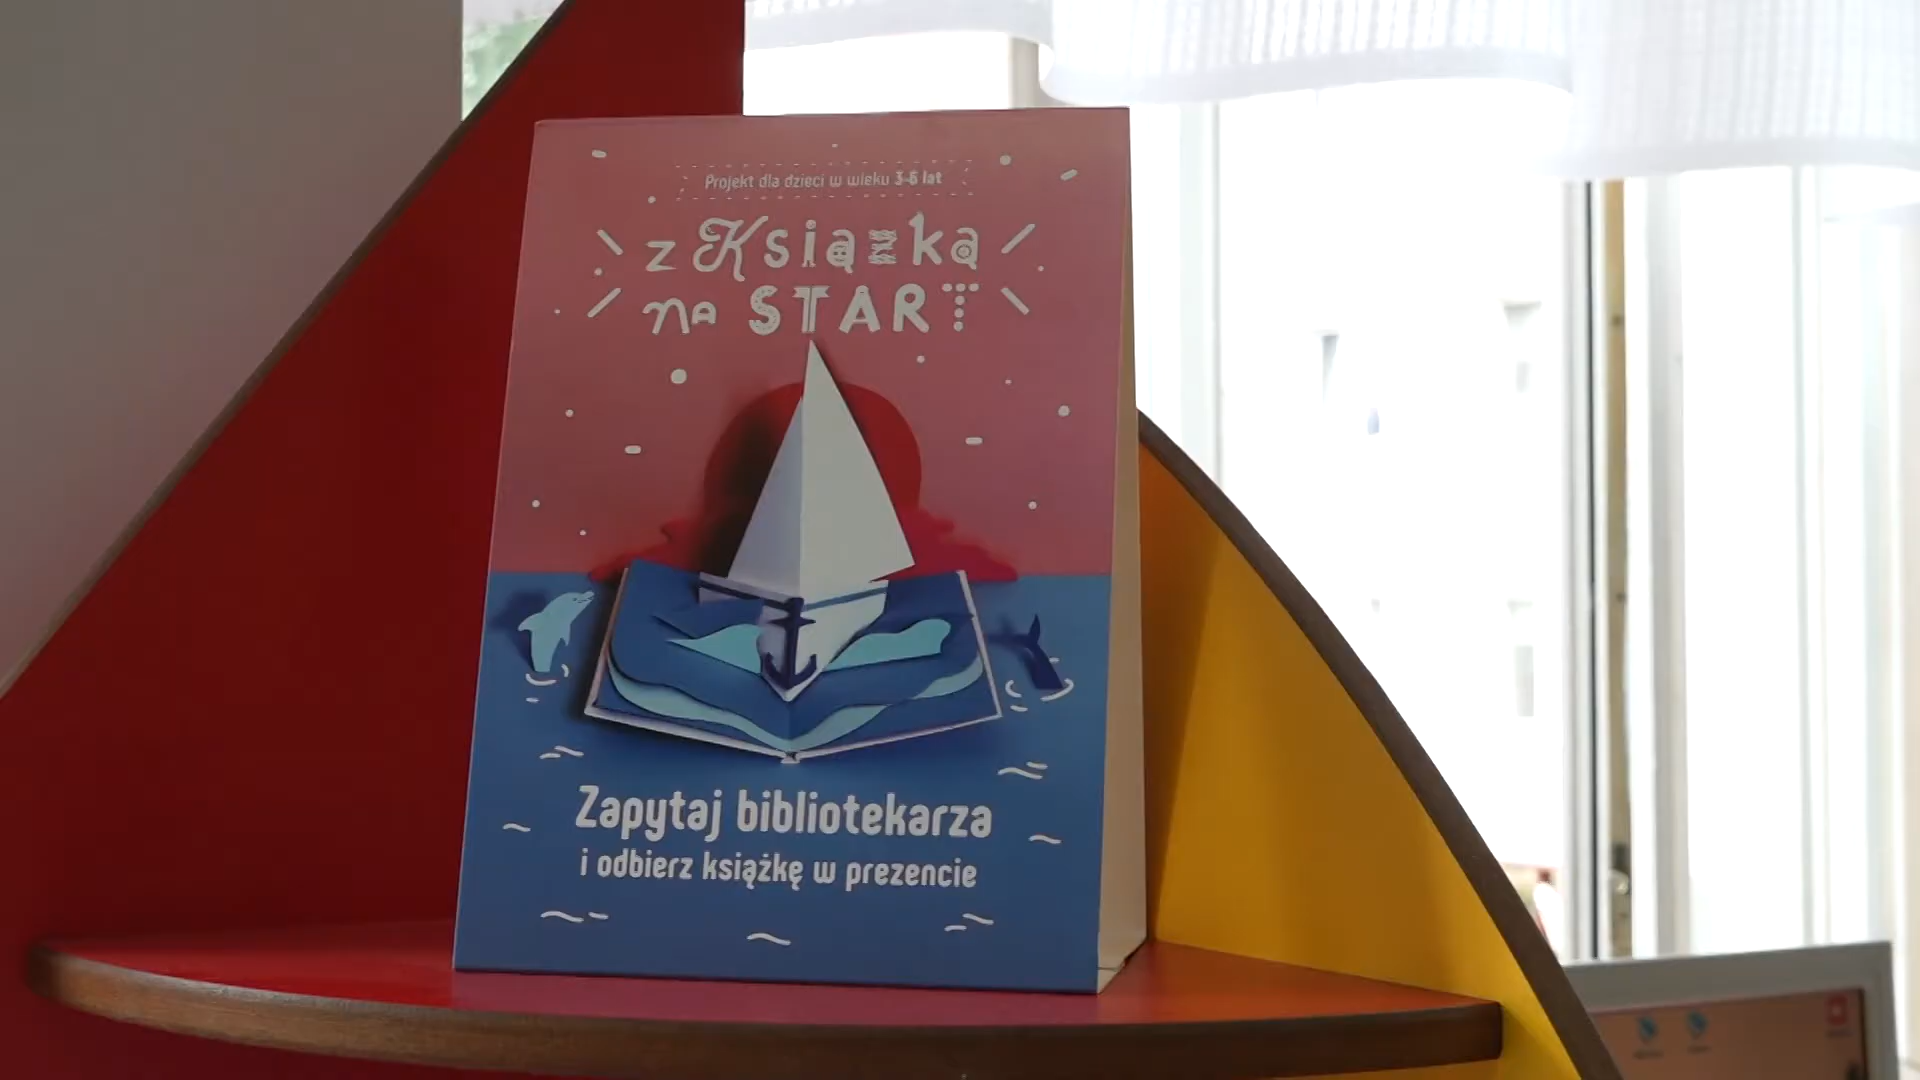 Projekt dla dzieci w wieku 3-6 lat
z Książką
na START
Zapytaj bibliotekarza
i odbierz książkę w prezencie